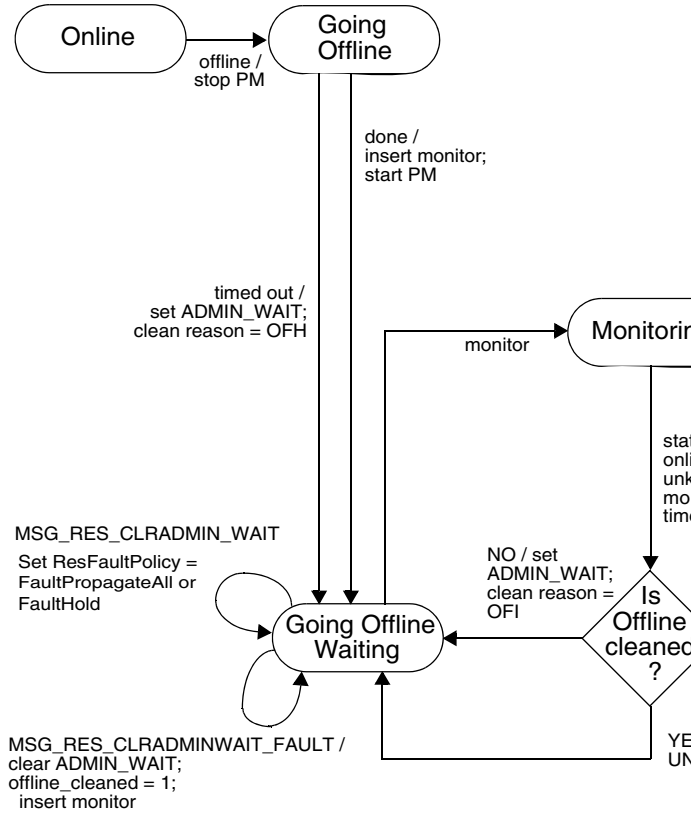 Online
Going
Offline
offline /
stop PM
done /
insert monitor;
start PM
timed out /
set ADMIN_WAIT;
clean reason = OFH
monitor
MSG_RES_CLRADMIN_WAIT
Set ResFaultPolicy =
FaultPropagateAll or
FaultHold
NO / set
ADMIN_WAIT;
clean reason =
OFI
Is
Offline
cleaned
?
Going Offline
Waiting
MSG_RES_CLRADMINWAIT_FAULT /
clear ADMIN_WAIT;
offline_cleaned = 1;
insert monitor